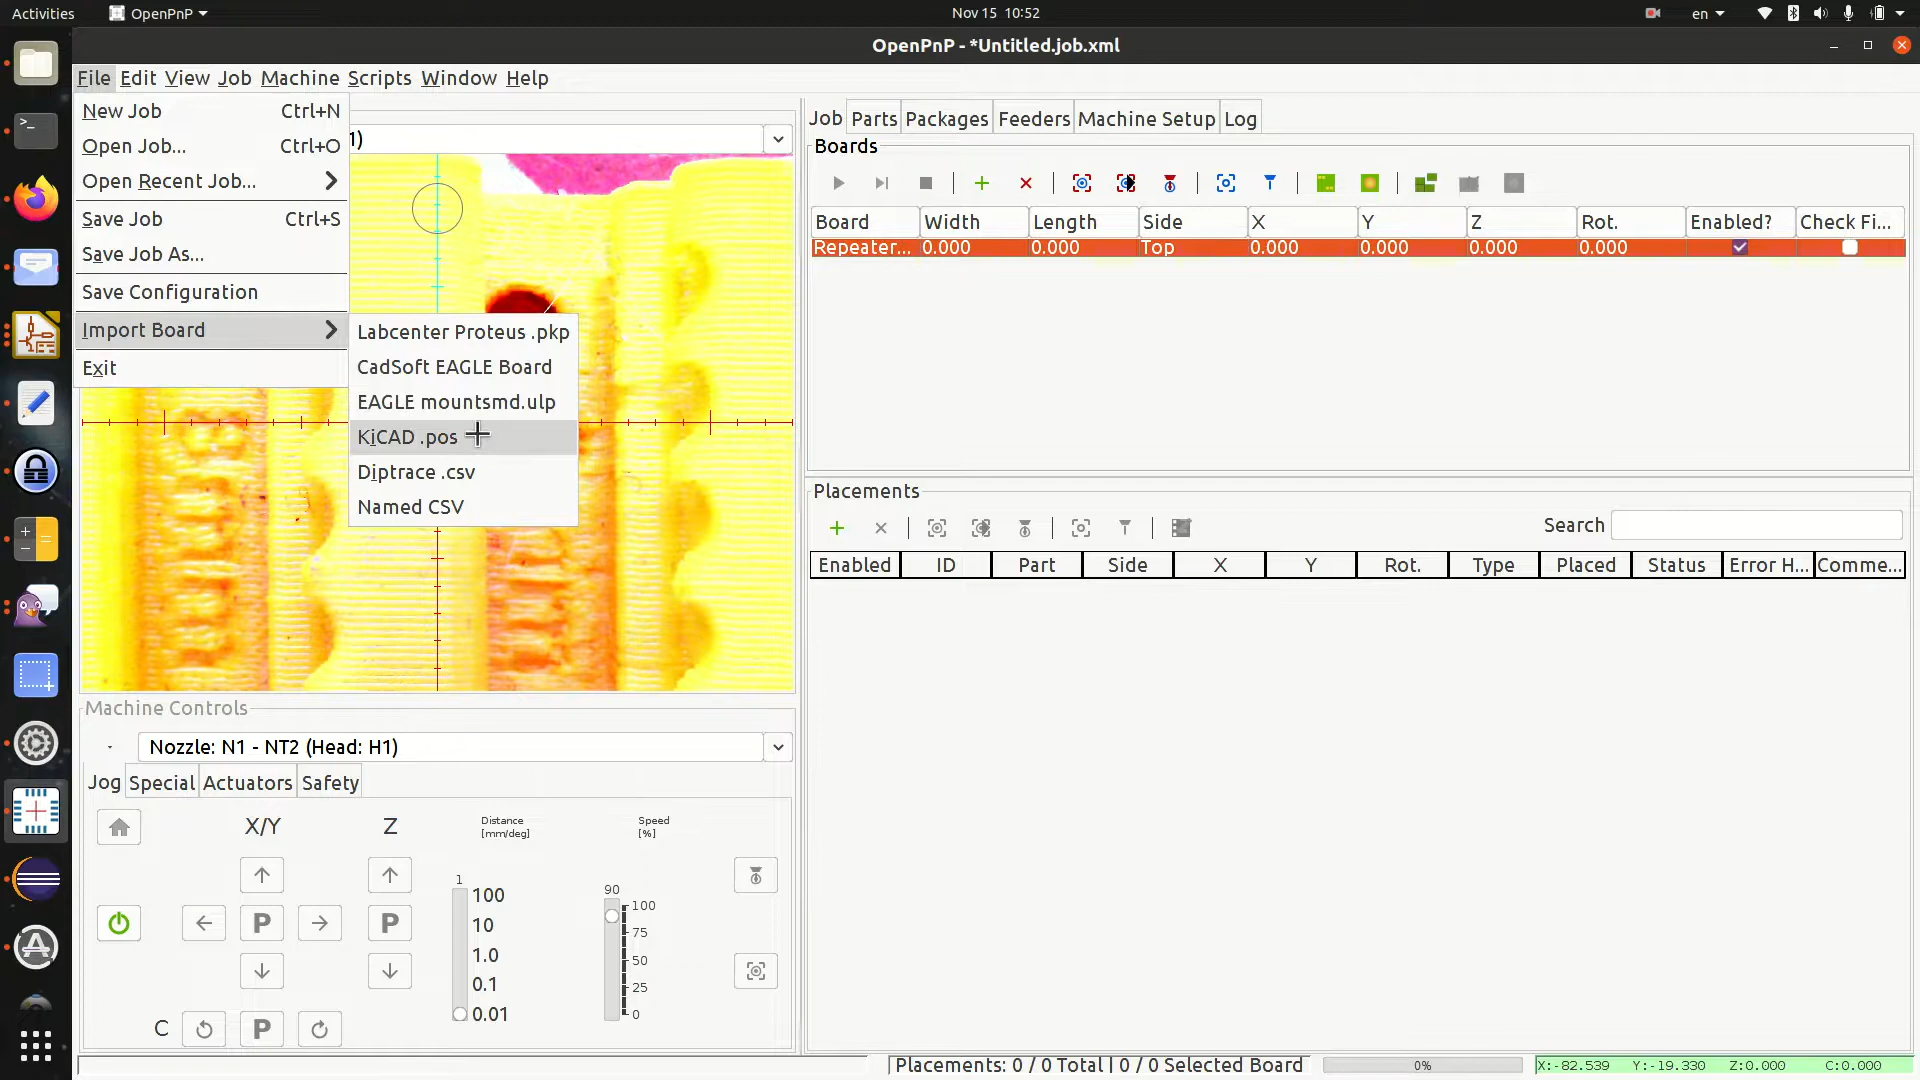 Activities
OpenPnP
Nov 15 10:52
en
OpenPnP - *Untitled.job.xml
File Edit View Job Machine Scripts Window Help
New Job Ctrl+N
Open Job... Ctrl+O
Open Recent Job...
Save Job Ctrl+S
Save Job As...
Save Configuration
Import Board
Exit
1)
Labcenter Proteus .pkp
CadSoft EAGLE Board
EAGLE mountsmd.ulp
KiCAD .pos
Diptrace .csv
Named CSV
Machine Controls
Nozzle: N1 - NT2 (Head: H1)
Jog Special Actuators Safety
X/Y
Z
Distance
[mm/deg]
Speed
[%]
1
100
10
1.0
0.1
0.01
90
100
75
50
25
0
P
P
C
P
Job Parts Packages Feeders Machine Setup Log
Boards
Board Width Length Side X Y Z Rot. Enabled? Check Fi...
Repeater... 0.000 0.000 Top 0.000 0.000 0.000 0.000
Placements
Search
Enabled ID Part Side X Y Rot. Type Placed Status Error H... Comme...
Placements: 0 / 0 Total | 0 / 0 Selected Board
0%
X:-82.539 Y:-19.330 Z:0.000 C:0.000